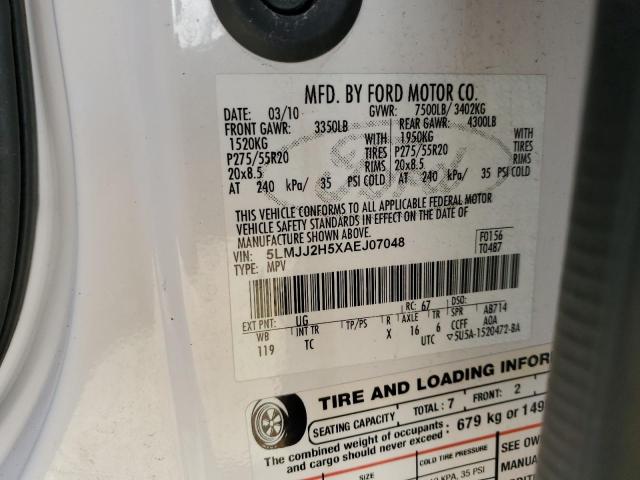 MFD. BY FORD MOTOR CO.
DATE: 03/10 GVWR: 7500LB/ 3402KG
FRONT GAWR: 3350LB REAR GAWR: 4300LB
1520KG WITH 1950KG WITH
P275/55R20 TIRES P275/55R20 TIRES
20x8.5 RIMS 20x8.5 RIMS
AT 240 kPa/ 35 PSI COLD AT 240 kPa/ 35 PSI COLD
THIS VEHICLE CONFORMS TO ALL APPLICABLE FEDERAL MOTOR
VEHICLE SAFETY STANDARDS IN EFFECT ON THE DATE OF
MANUFACTURE SHOWN ABOVE.
VIN: 5LMJJ2H5XAEJ07048 F0156
TYPE: MPV T0487
EXT PNT: UG RC: 67 DSO:
WB INT TR TP/PS R AXLE TR SPR AB714
119 TC X 16 6 CCFF AOA
UTC 5U5A-1520472-BA
TIRE AND LOADING INFOR
SEATING CAPACITY TOTAL: 7 FRONT: 2
The combined weight of occupants
and cargo should never exceed: 679 kg or 149
COLD TIRE PRESSURE SEE OW
KPA, 35 PSI MANUA